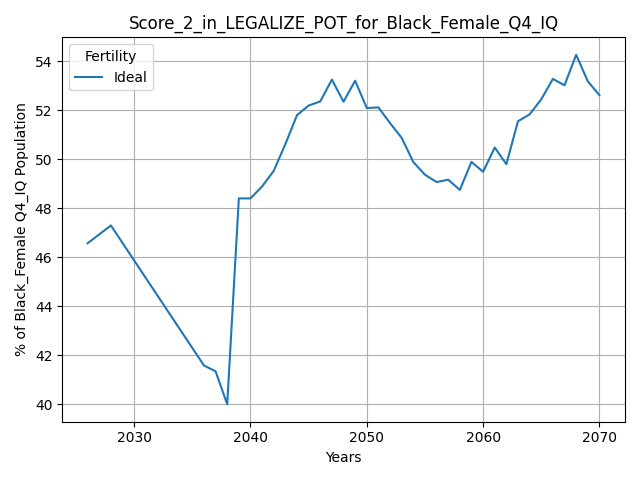 Score_2_in_LEGALIZE_POT_for_Black_Female_Q4_IQ
Fertility
Ideal
% of Black_Female Q4_IQ Population
54
52
50
48
46
44
42
40
2030
2040
2050
2060
2070
Years